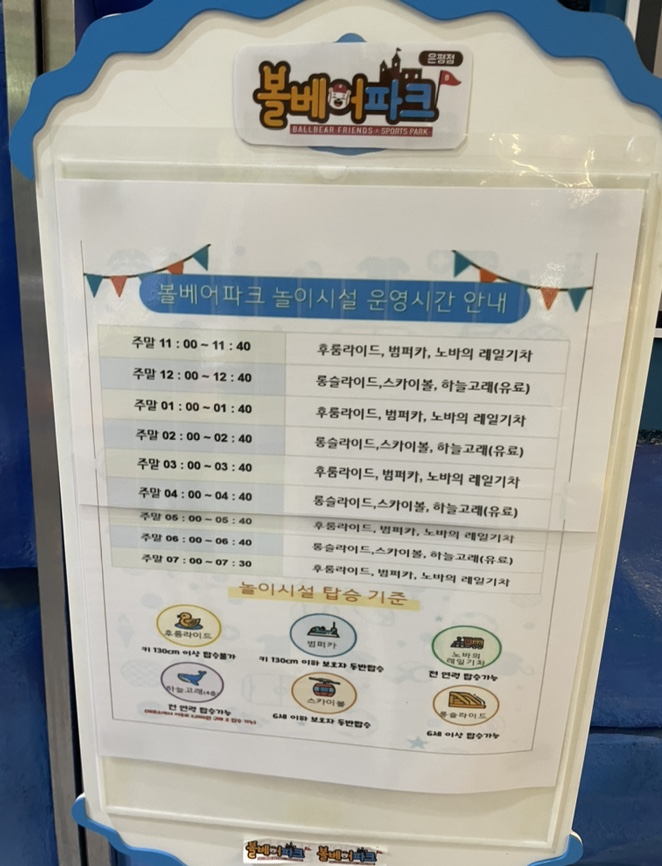 은평점
볼베어파크
BALLBEAR FRIENDS × SPORTS PARK
볼베어파크 놀이시설 운영시간 안내
주말 11 : 00 ~ 11 : 40 후룸라이드, 범퍼카, 노바의 레일기차
주말 12 : 00 ~ 12 : 40 롱슬라이드,스카이볼, 하늘고래(유료)
주말 01 : 00 ~ 01 : 40 후룸라이드, 범퍼카, 노바의 레일기차
주말 02 : 00 ~ 02 : 40 롱슬라이드,스카이볼, 하늘고래(유료)
주말 03 : 00 ~ 03 : 40 후룸라이드, 범퍼카, 노바의 레일기차
주말 04 : 00 ~ 04 : 40 롱슬라이드,스카이볼, 하늘고래(유료)
주말 05 : 00 ~ 05 : 40 후룸라이드, 범퍼카, 노바의 레일기차
주말 06 : 00 ~ 06 : 40 롱슬라이드,스카이볼, 하늘고래(유료)
주말 07 : 00 ~ 07 : 30 후룸라이드, 범퍼카, 노바의 레일기차
놀이시설 탑승 기준
후룸라이드 범퍼카 노바의
레일기차
키 130cm 이상 탑승불가 키 130cm 이하 보호자 동반탑승 전 연령 탑승가능
하늘고래 스카이볼 롱슬라이드
전 연령 탑승가능 6세 이하 보호자 동반탑승 6세 이상 탑승가능
볼베어파크 볼베어파크